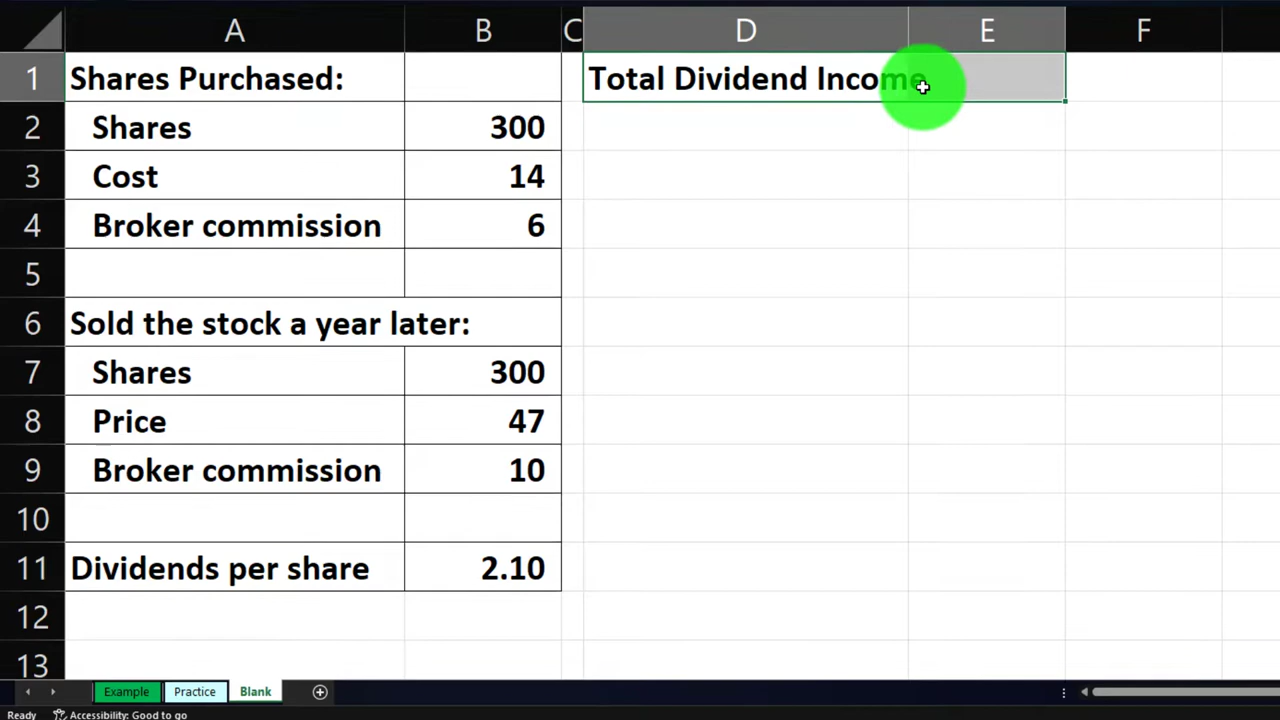 A B C D E F
1 Shares Purchased: Total Dividend Income
2 Shares 300
3 Cost 14
4 Broker commission 6
5
6 Sold the stock a year later:
7 Shares 300
8 Price 47
9 Broker commission 10
10
11 Dividends per share 2.10
12
13
Example Practice Blank
Ready Accessibility: Good to go